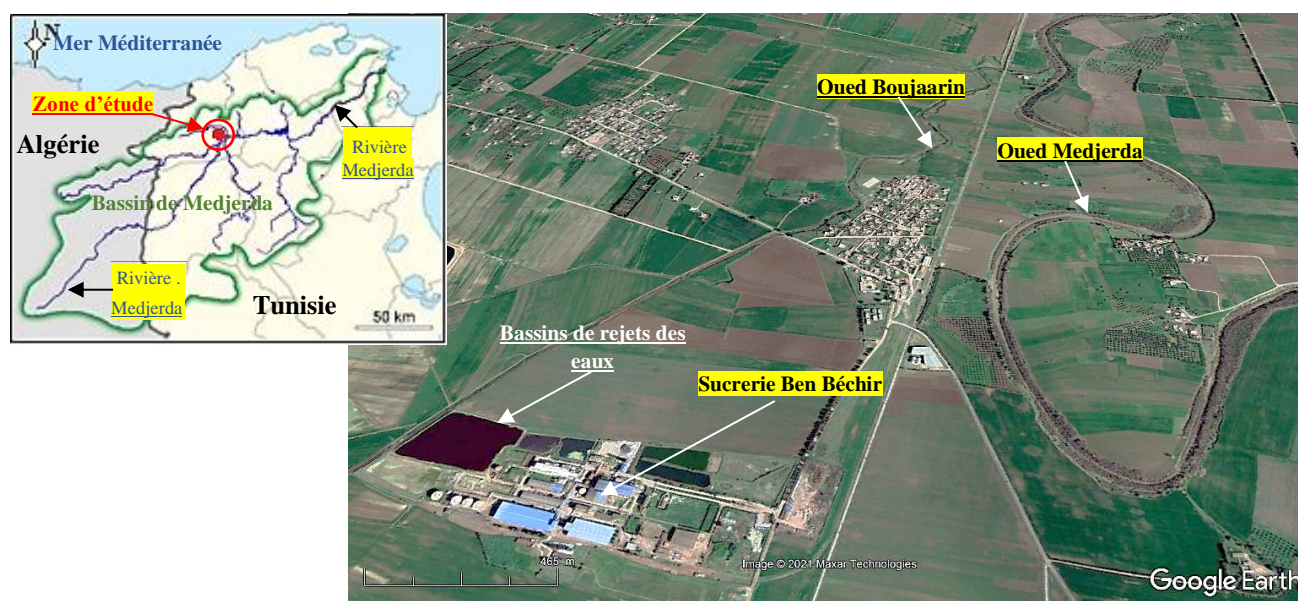 N
Mer Méditerranée
Zone d'étude
Algérie
Rivière
Medjerda
Bassin de Medjerda
Rivière .
Medjerda
Tunisie
50 km
Oued Boujaarin
Oued Medjerda
Bassins de rejets des
eaux
Sucrerie Ben Béchir
465 m
Image © 2021 Maxar Technologies
Google Earth